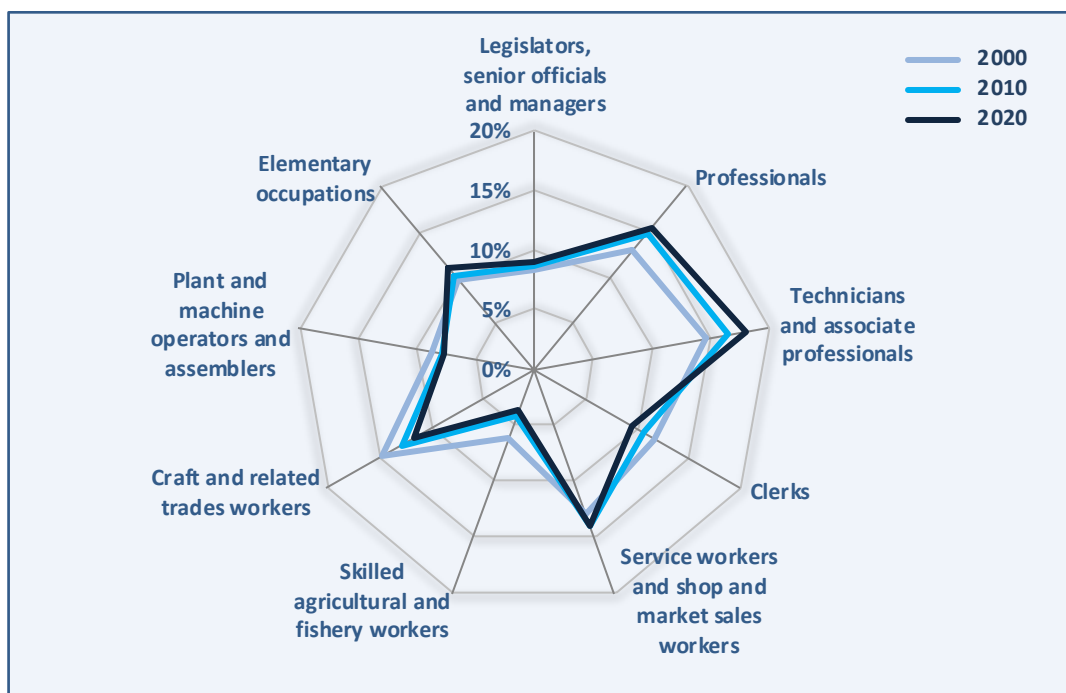 2000
2010
2020
Legislators,
senior officials
and managers
20%
15%
10%
5%
0%
Professionals
Technicians
and associate
professionals
Clerks
Service workers
and shop and
market sales
workers
Skilled
agricultural and
fishery workers
Craft and related
trades workers
Plant and
machine
operators and
assemblers
Elementary
occupations